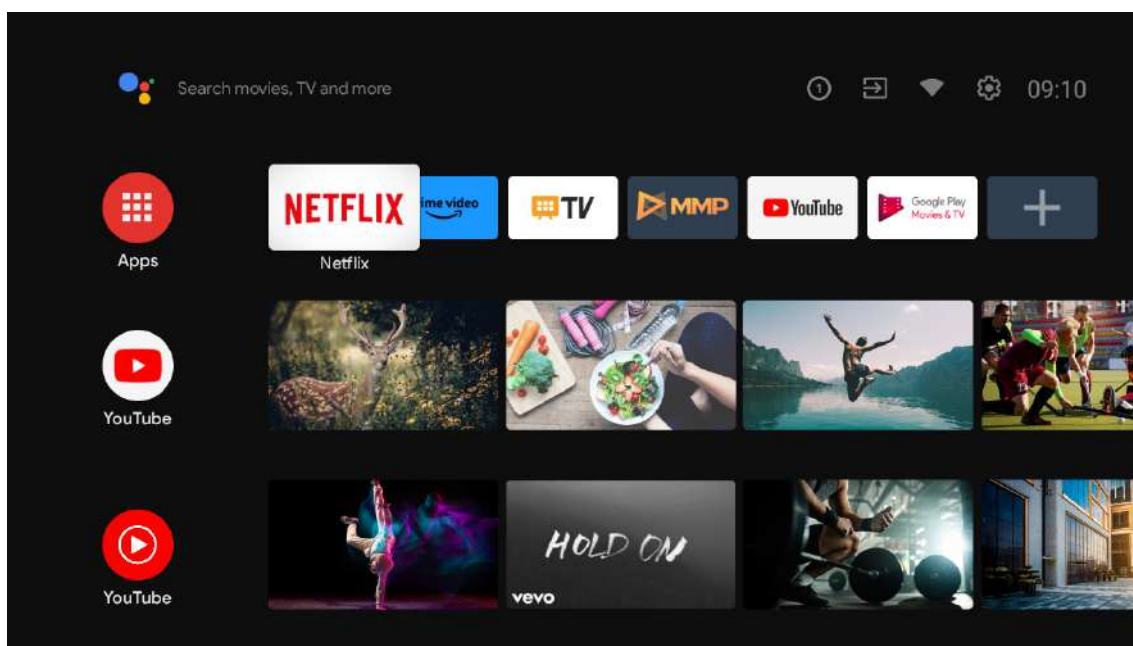 Search movies, TV and more
1
09:10
Apps
NETFLIX
ime video
TV
MMP
YouTube
Google Play
Movies & TV
Netflix
YouTube
HOLD ON
vevo
YouTube